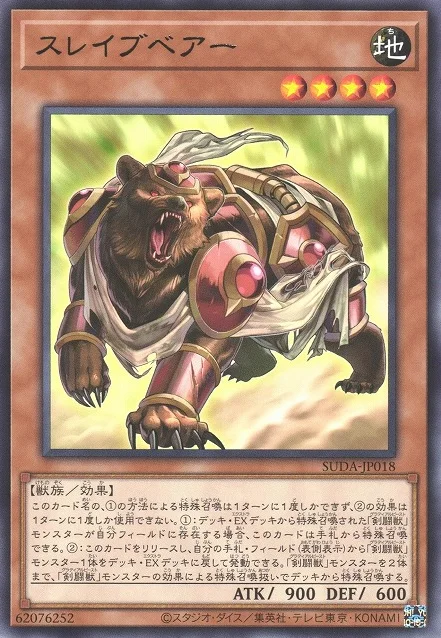 スレイブベアー
ち
地
SUDA-JP018
【獣族／効果】
このカード名の、①の方法による特殊召喚は1ターンに1度しかできず、②の効果は
1ターンに1度しか使用できない。①：デッキ・EXデッキから特殊召喚された「剣闘獣」
モンスターが自分フィールドに存在する場合、このカードは手札から特殊召喚
できる。②：このカードをリリースし、自分の手札・フィールド（表側表示）から「剣闘獣」
モンスター1体をデッキ・EXデッキに戻して発動できる。「剣闘獣」モンスターを2体
まで、「剣闘獣」モンスターの効果による特殊召喚扱いでデッキから特殊召喚する。
ATK/ 900 DEF/ 600
62076252
©スタジオ・ダイス／集英社・テレビ東京・KONAMI